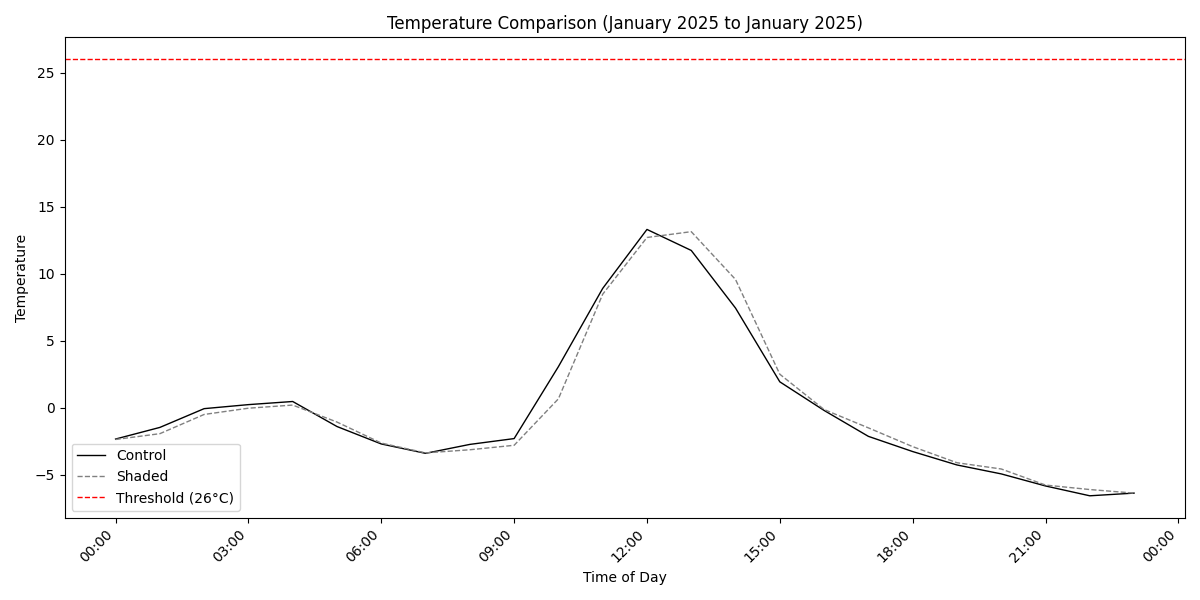 Temperature Comparison (January 2025 to January 2025)
Temperature
25
20
15
10
5
0
−5
Control
Shaded
Threshold (26°C)
00:00
03:00
06:00
09:00
12:00
15:00
18:00
21:00
00:00
Time of Day